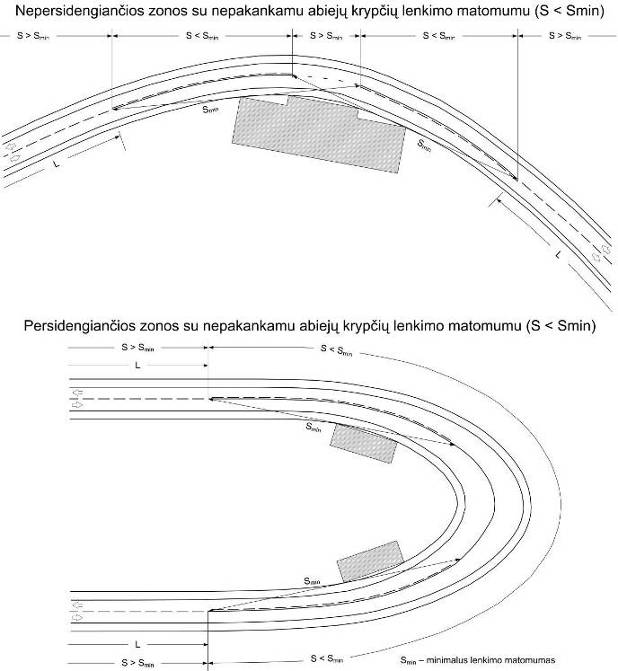 Nepersidengiančios zonos su nepakankamu abiejų krypčių lenkimo matomumu (S < Smin)
S > Smin S < Smin S > Smin S < Smin S > Smin
Smin
Smin
L
L
Persidengiančios zonos su nepakankamu abiejų krypčių lenkimo matomumu (S < Smin)
S > Smin S < Smin
L
Smin
Smin
L
S > Smin S < Smin Smin – minimalus lenkimo matomumas